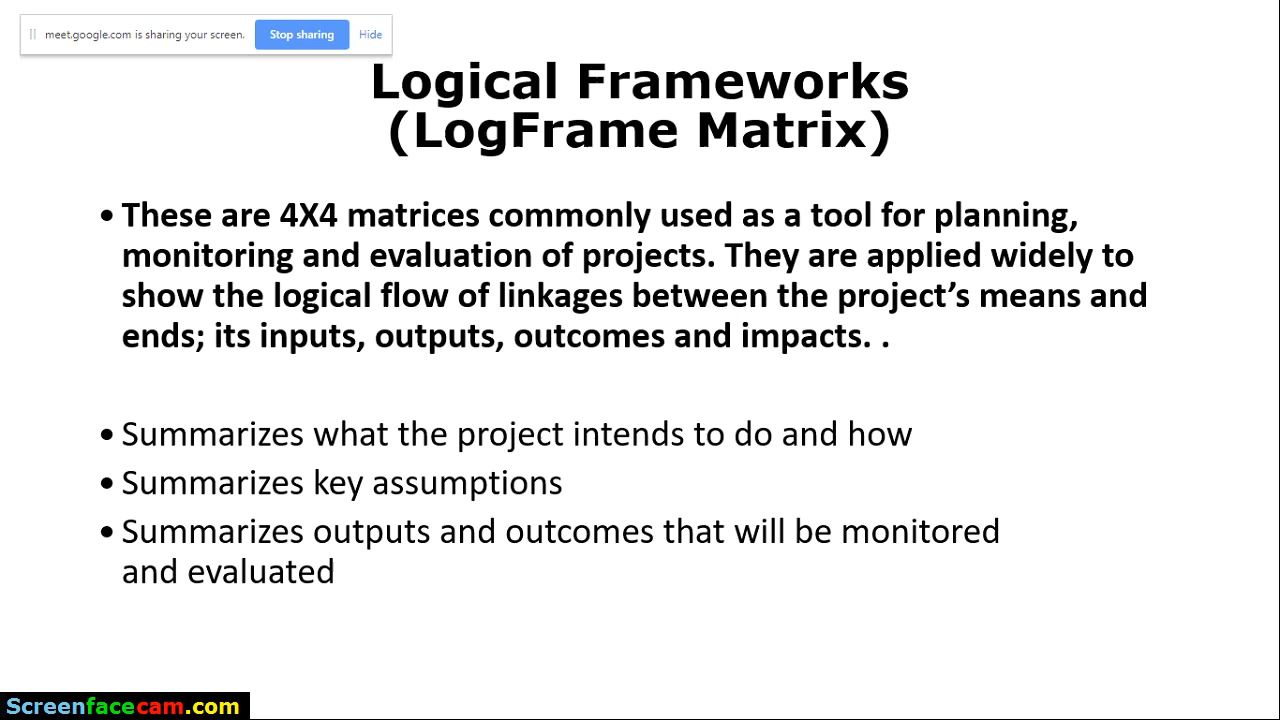 meet.google.com is sharing your screen. Stop sharing Hide
Logical Frameworks
(LogFrame Matrix)
• These are 4X4 matrices commonly used as a tool for planning,
monitoring and evaluation of projects. They are applied widely to
show the logical flow of linkages between the project’s means and
ends; its inputs, outputs, outcomes and impacts. .
• Summarizes what the project intends to do and how
• Summarizes key assumptions
• Summarizes outputs and outcomes that will be monitored
and evaluated
Screenfacecam.com